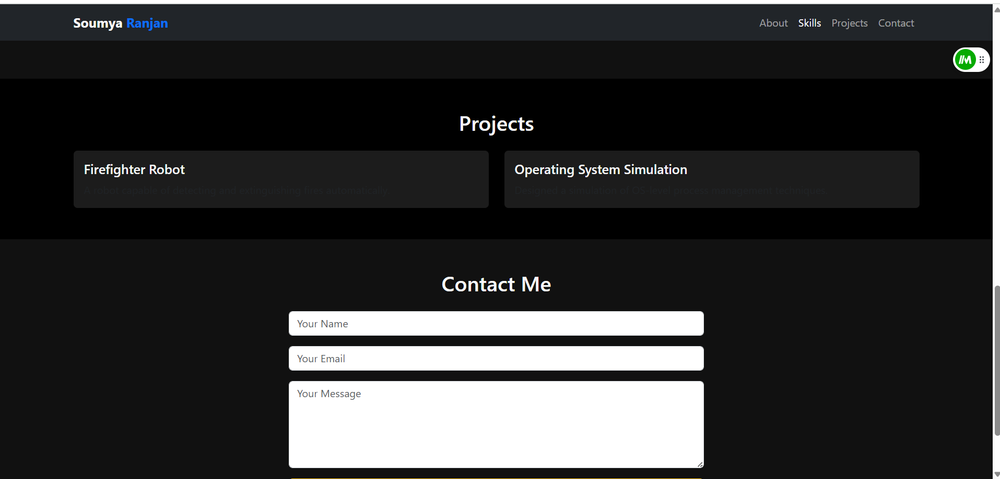 Soumya Ranjan
About Skills Projects Contact
Projects
Firefighter Robot
A robot capable of detecting and extinguishing fires automatically.
Operating System Simulation
Designed a simulation of OS-level process management techniques.
Contact Me
Your Name
Your Email
Your Message